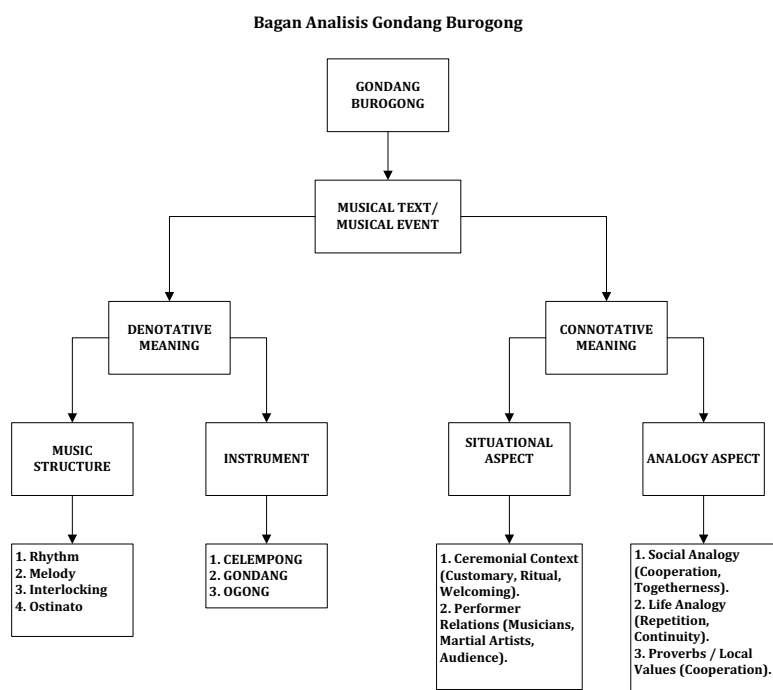 Bagan Analisis Gondang Burogong
GONDANG
BUROGONG
MUSICAL TEXT/
MUSICAL EVENT
DENOTATIVE
MEANING
CONNOTATIVE
MEANING
MUSIC
STRUCTURE
INSTRUMENT
SITUATIONAL
ASPECT
ANALOGY ASPECT
1. Rhythm
2. Melody
3. Interlocking
4. Ostinato
1. CELEMPONG
2. GONDANG
3. OGONG
1. Ceremonial Context
(Customary, Ritual,
Welcoming).
2. Performer
Relations (Musicians,
Martial Artists,
Audience).
1. Social Analogy
(Cooperation,
Togetherness).
2. Life Analogy
(Repetition,
Continuity).
3. Proverbs / Local
Values (Cooperation).